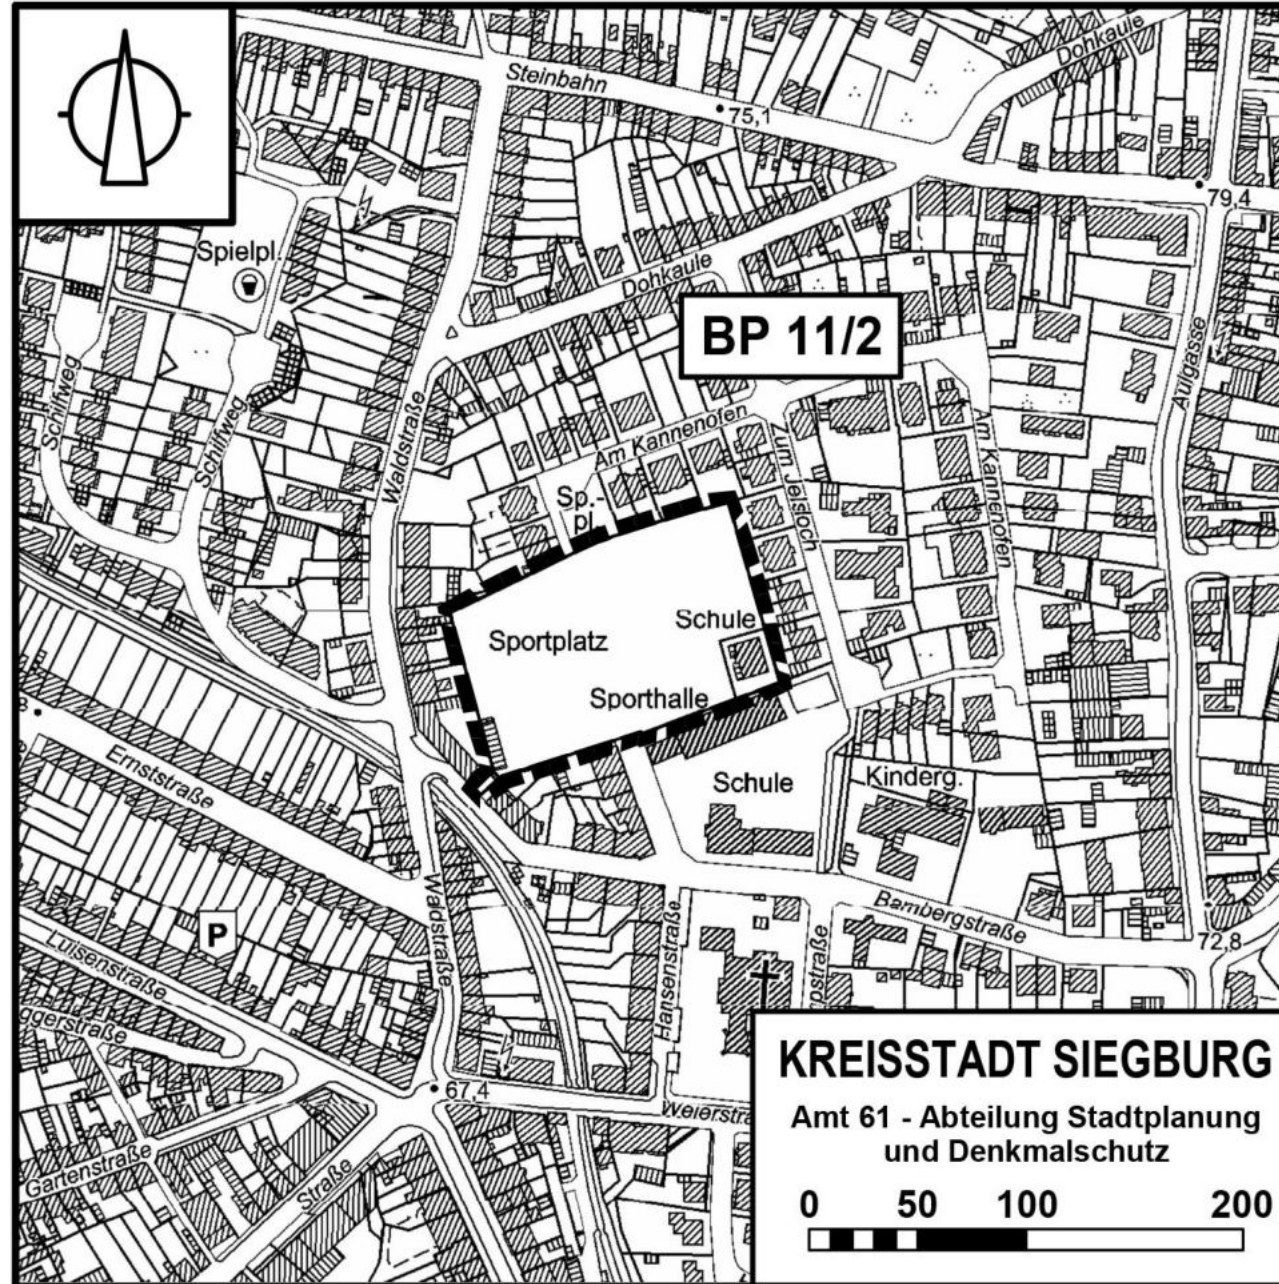 Steinbahn
75,1
Dohkaule
79,4
Spielpl.
Dohkaule
BP 11/2
Aulgasse
Schiffweg
Schiffweg
Waldstraße
Am Kannenofen
Zum Jelsloch
Am Kannenofen
Sp.-
pl.
Sportplatz
Schule
Sporthalle
Ernststraße
Schule
Kinderg.
P
Waldstraße
Bambergstraße
72,8
Luisenstraße
Hansenstraße
ggerstraße
67,4
Weierstra
Gartenstraße
Straße
KREISSTADT SIEGBURG
Amt 61 - Abteilung Stadtplanung
und Denkmalschutz
0 50 100 200